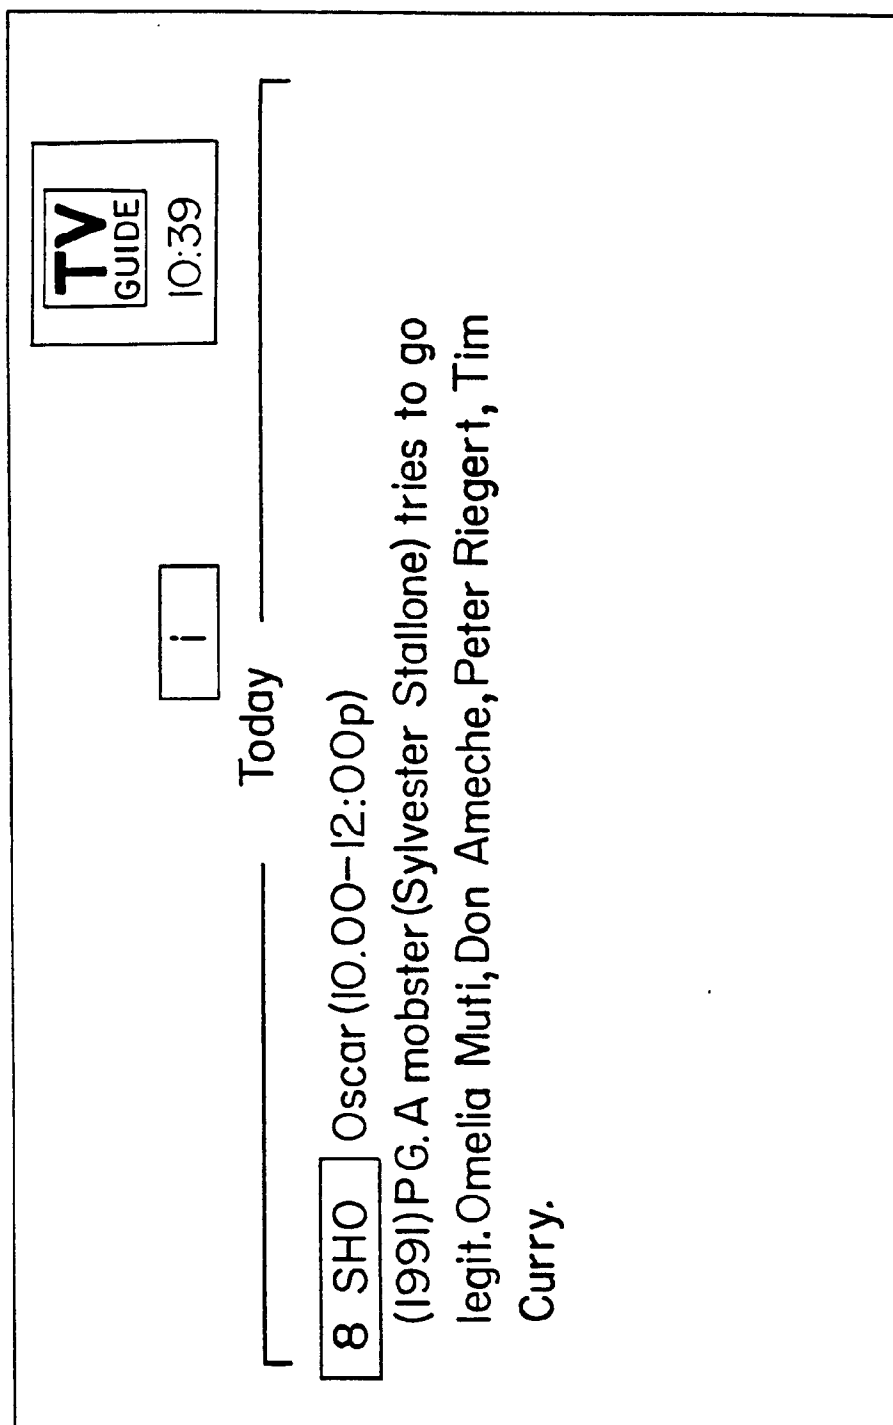 TV
GUIDE
10:39
i
Today
8 SHO Oscar (10.00-12:00p)
(1991) PG. A mobster (Sylvester Stallone) tries to go
legit. Omelia Muti, Don Ameche, Peter Riegert, Tim
Curry.